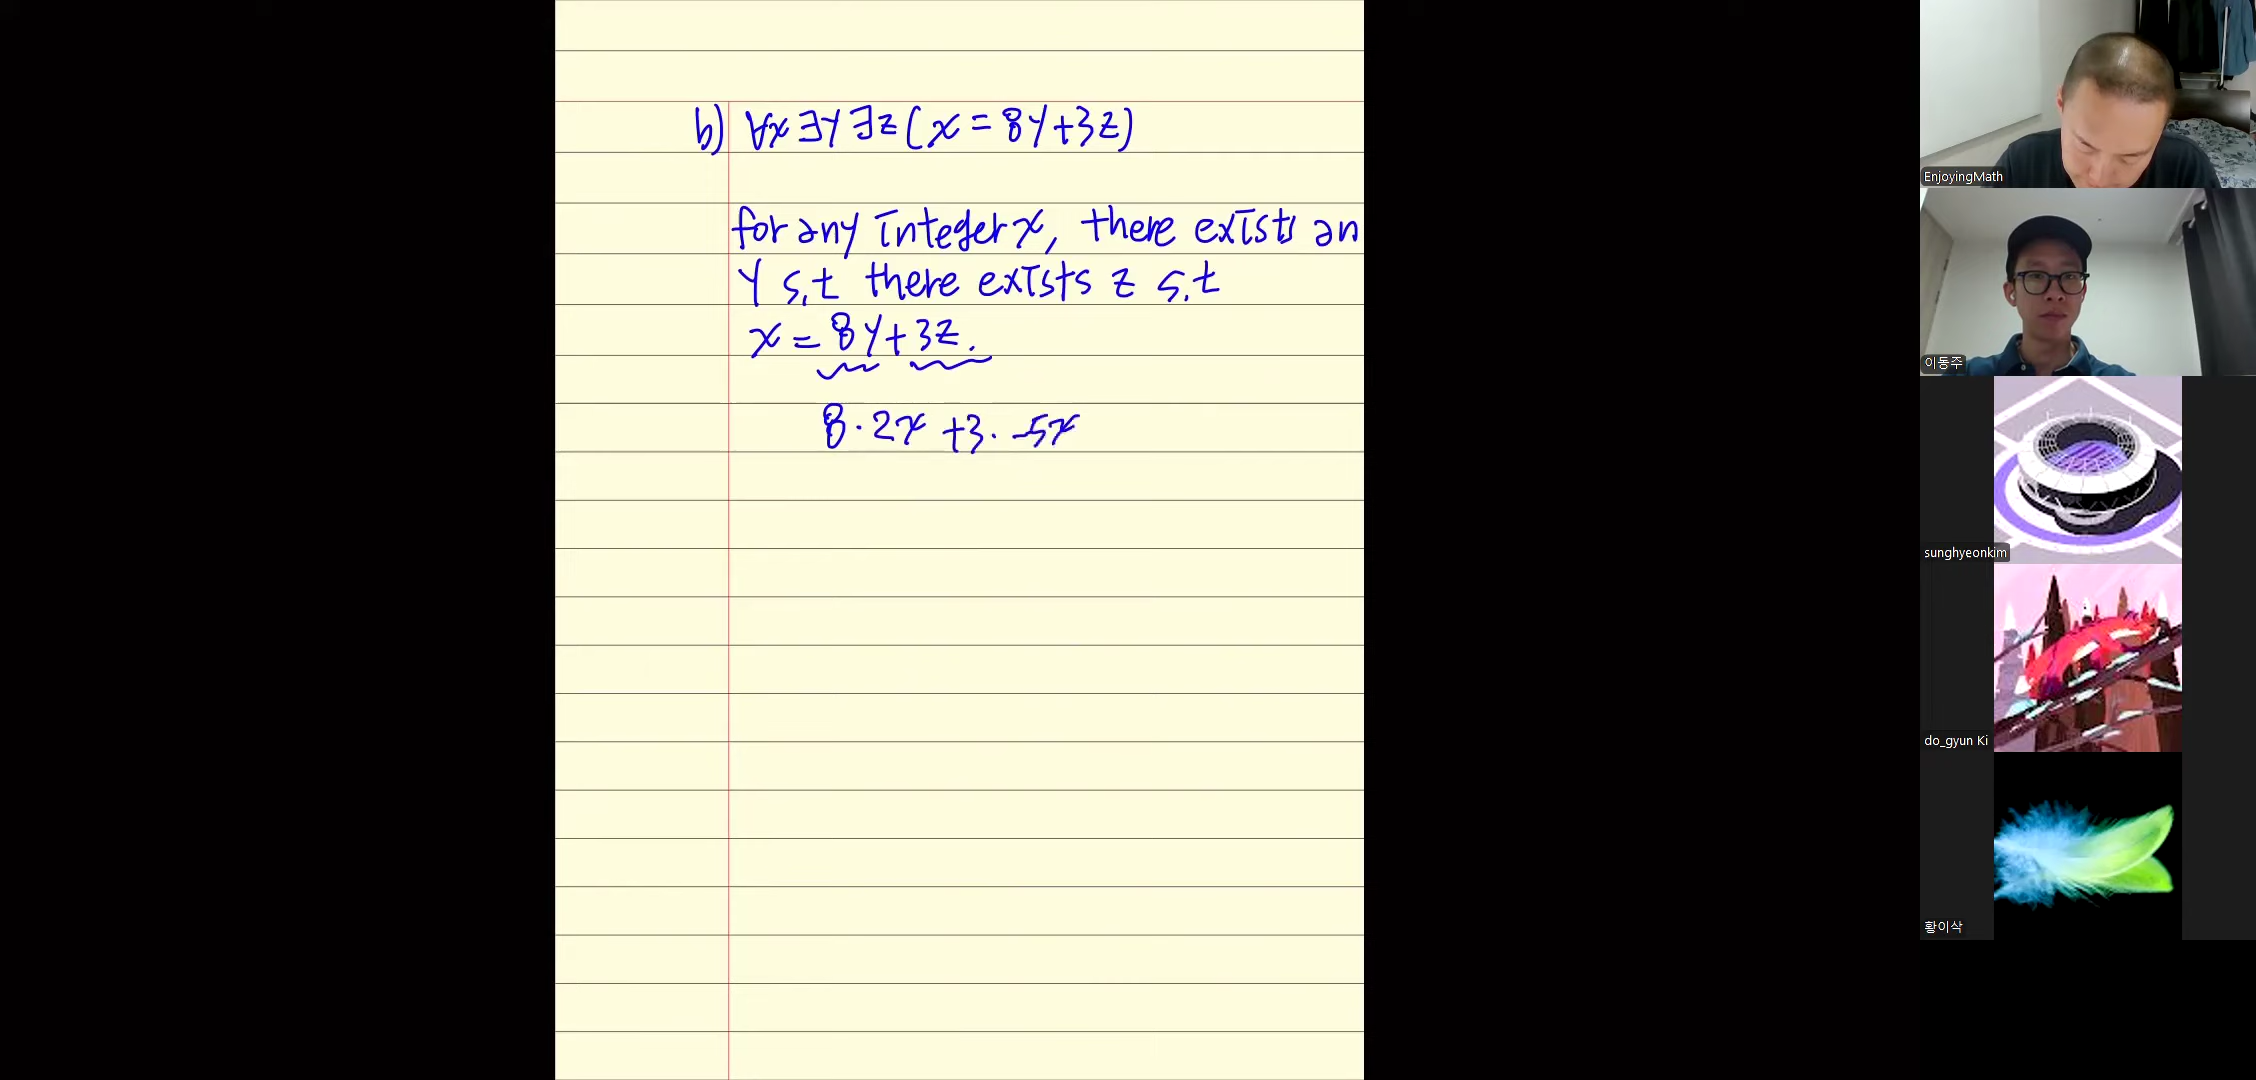 b) ∀x ∃y ∃z ( x = 8y + 3z )
for any integer x, there exists an
y s.t there exists z s.t
x = 8y + 3z.
8 · 2x + 3 · -5x
EnjoyingMath
이동주
sunghyeonkim
do_gyun Ki
황이삭